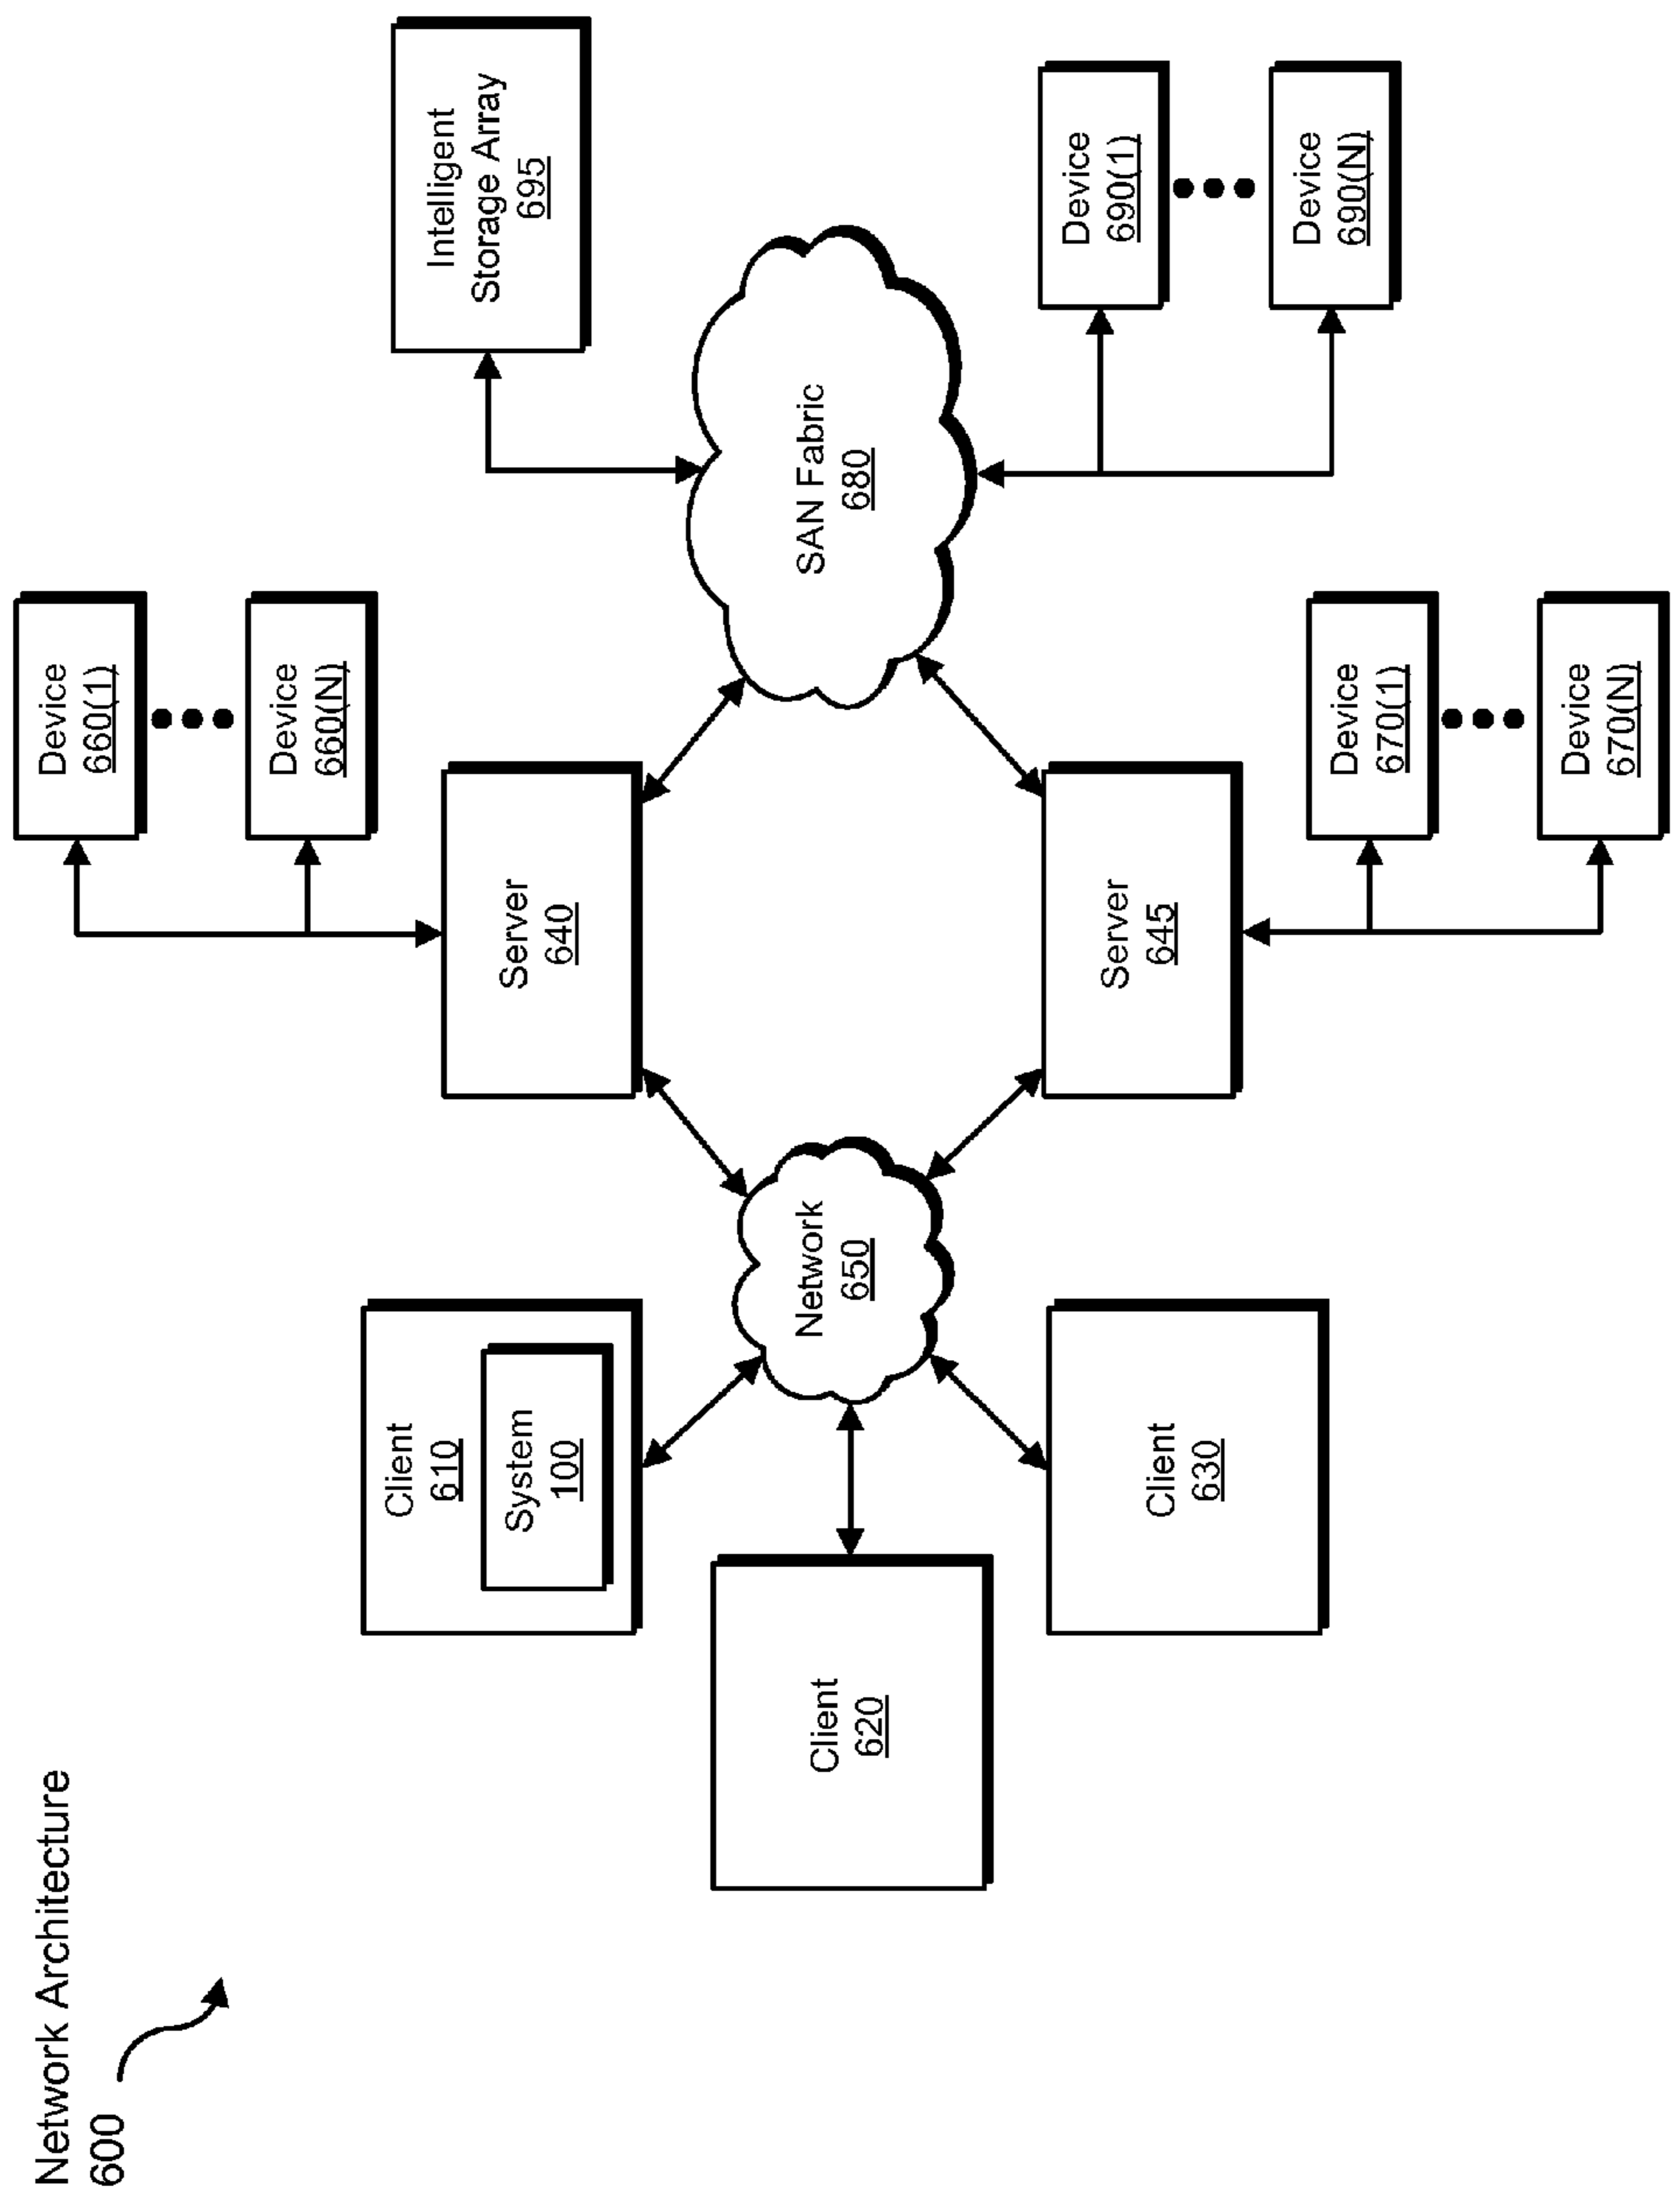 Network Architecture
600
Client
610
System
100
Client
620
Client
630
Network
650
Server
640
Server
645
Device
660(1)
Device
660(N)
Device
670(1)
Device
670(N)
SAN Fabric
680
Intelligent
Storage Array
695
Device
690(1)
Device
690(N)